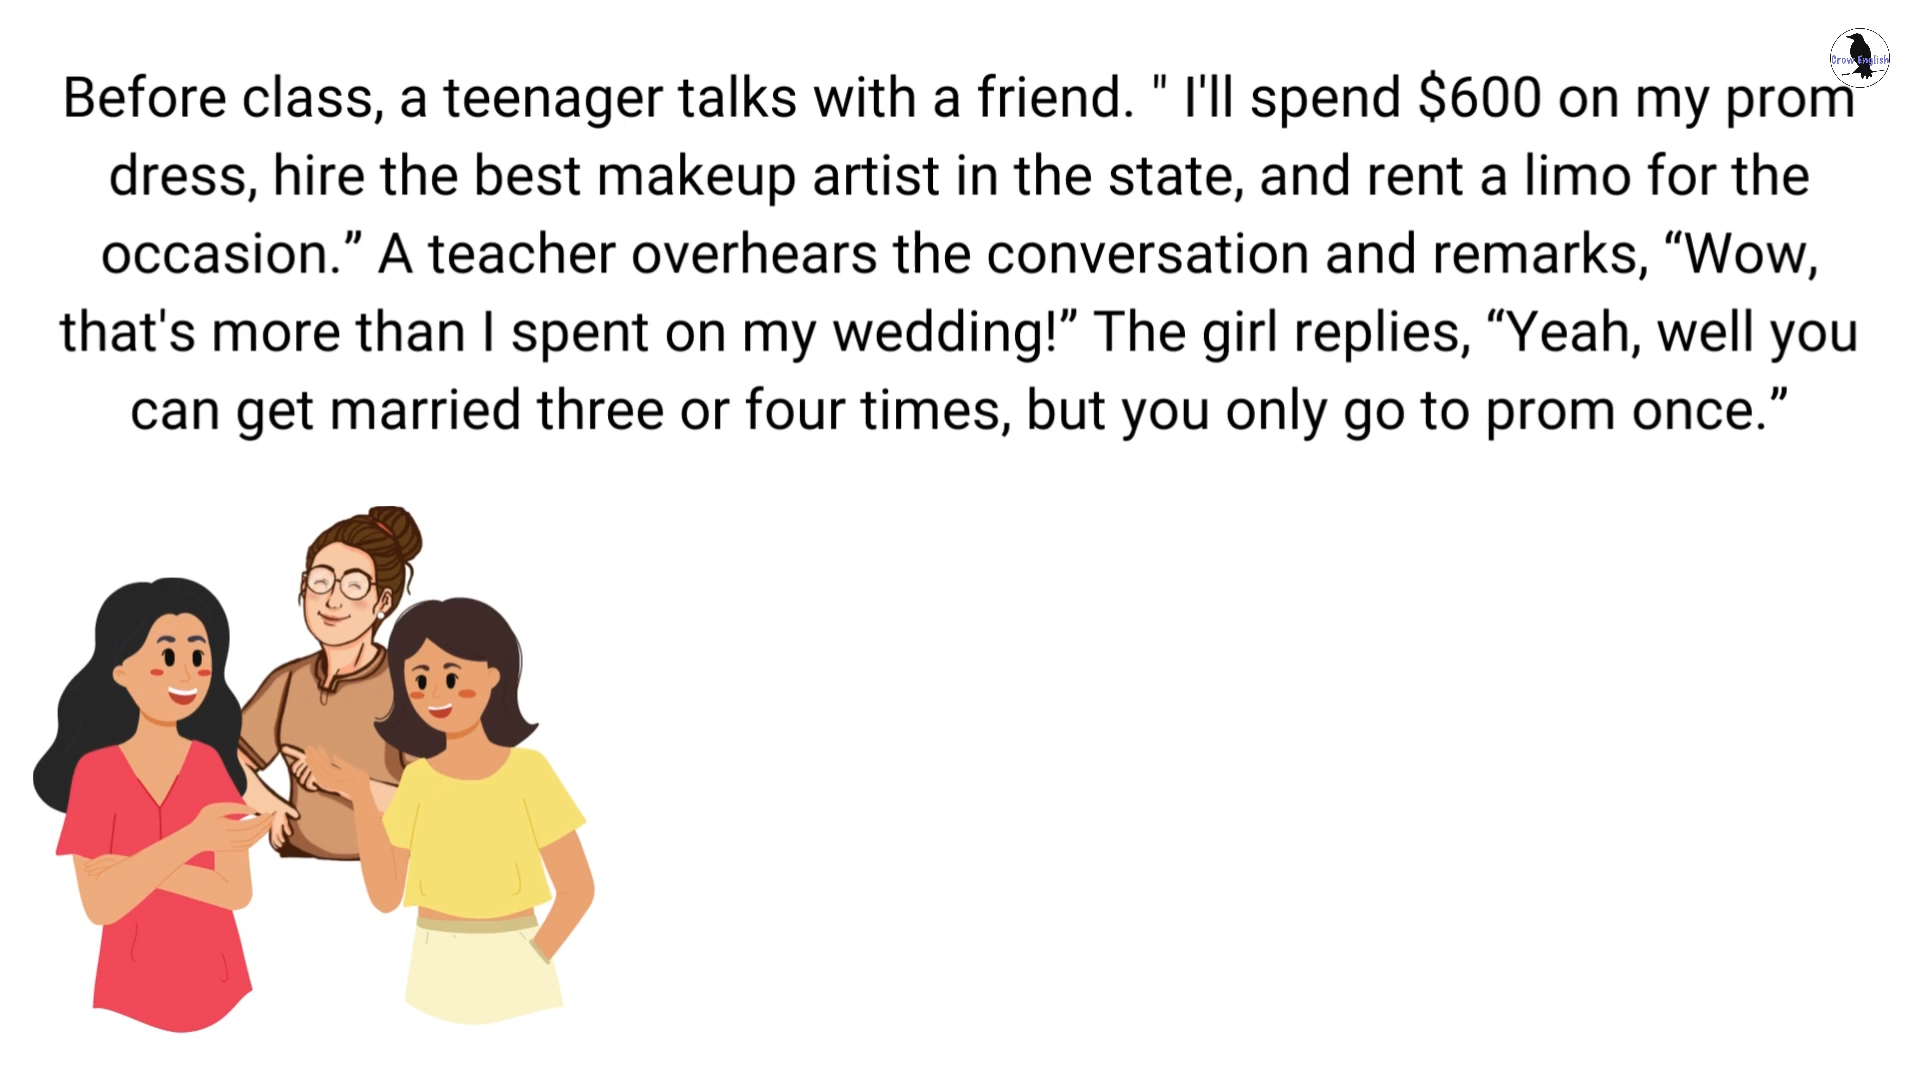 Crow English
Before class, a teenager talks with a friend. " I'll spend $600 on my prom
dress, hire the best makeup artist in the state, and rent a limo for the
occasion.” A teacher overhears the conversation and remarks, “Wow,
that's more than I spent on my wedding!” The girl replies, “Yeah, well you
can get married three or four times, but you only go to prom once.”